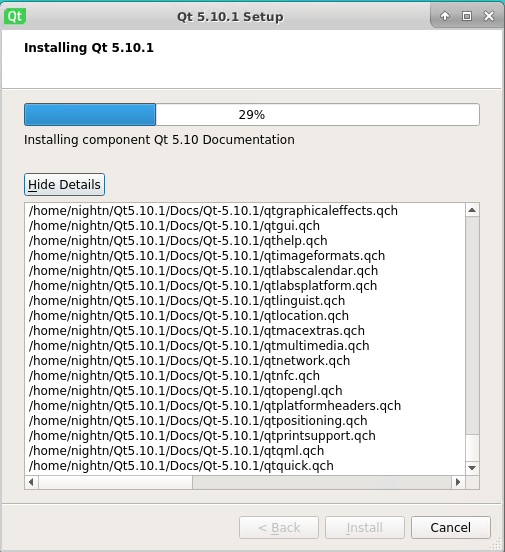 Qt Qt 5.10.1 Setup
Installing Qt 5.10.1
29%
Installing component Qt 5.10 Documentation
Hide Details
/home/nightn/Qt5.10.1/Docs/Qt-5.10.1/qtgraphicaleffects.qch
/home/nightn/Qt5.10.1/Docs/Qt-5.10.1/qtgui.qch
/home/nightn/Qt5.10.1/Docs/Qt-5.10.1/qthelp.qch
/home/nightn/Qt5.10.1/Docs/Qt-5.10.1/qtimageformats.qch
/home/nightn/Qt5.10.1/Docs/Qt-5.10.1/qtlabscalendar.qch
/home/nightn/Qt5.10.1/Docs/Qt-5.10.1/qtlabsplatform.qch
/home/nightn/Qt5.10.1/Docs/Qt-5.10.1/qtlinguist.qch
/home/nightn/Qt5.10.1/Docs/Qt-5.10.1/qtlocation.qch
/home/nightn/Qt5.10.1/Docs/Qt-5.10.1/qtmacextras.qch
/home/nightn/Qt5.10.1/Docs/Qt-5.10.1/qtmultimedia.qch
/home/nightn/Qt5.10.1/Docs/Qt-5.10.1/qtnetwork.qch
/home/nightn/Qt5.10.1/Docs/Qt-5.10.1/qtnfc.qch
/home/nightn/Qt5.10.1/Docs/Qt-5.10.1/qtopengl.qch
/home/nightn/Qt5.10.1/Docs/Qt-5.10.1/qtplatformheaders.qch
/home/nightn/Qt5.10.1/Docs/Qt-5.10.1/qtpositioning.qch
/home/nightn/Qt5.10.1/Docs/Qt-5.10.1/qtprintsupport.qch
/home/nightn/Qt5.10.1/Docs/Qt-5.10.1/qtqml.qch
/home/nightn/Qt5.10.1/Docs/Qt-5.10.1/qtquick.qch
< Back Install Cancel